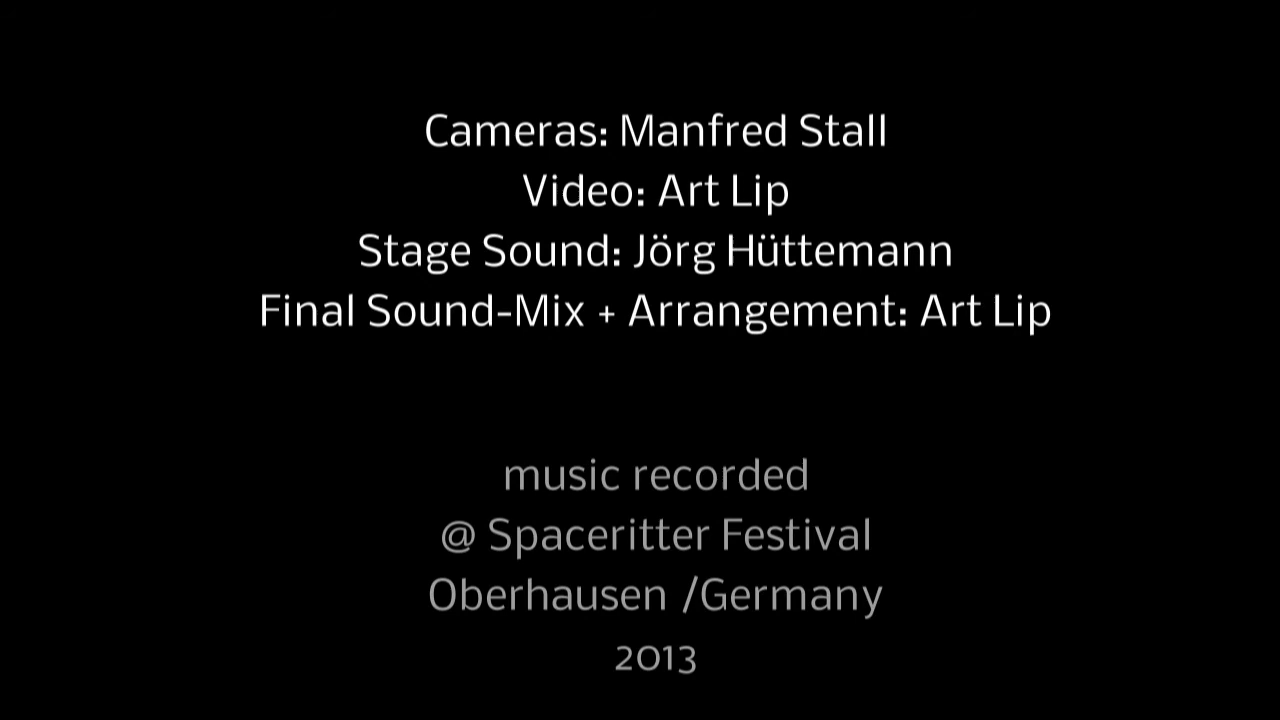 Cameras: Manfred Stall
Video: Art Lip
Stage Sound: Jörg Hüttemann
Final Sound-Mix + Arrangement: Art Lip
music recorded
@ Spaceritter Festival
Oberhausen /Germany
2013